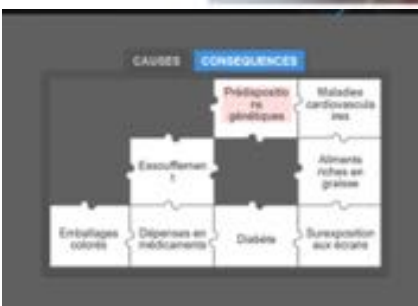 CAUSES CONSEQUENCES
Prédispositio
ns
génétiques
Maladies
cardiovascula
ires
Essoufflemen
t
Aliments
riches en
graisse
Emballages
colorés
Dépenses en
médicaments
Diabète
Surexposition
aux écrans